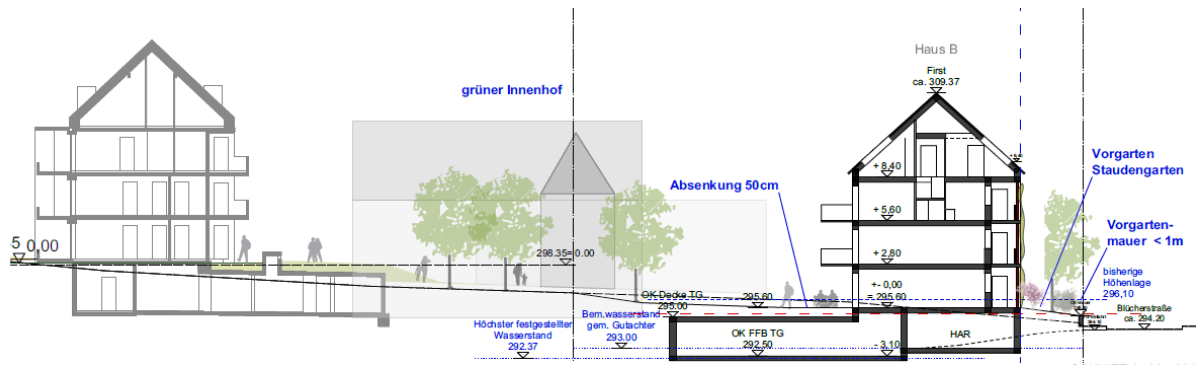 Haus B
First
ca. 309.37
grüner Innenhof
+ 8,40
Vorgarten
Staudengarten
Absenkung 50cm
+ 5,60
Vorgarten-
mauer < 1m
5 0,00
298.35= 0.00
+ 2,80
bisherige
Höhenlage
296,10
+- 0,00
= 295.60
OK Decke TG
295.00
295.60
Blücherstraße
ca. 294.20
Höchster festgestellter
Wasserstand
292.37
Bem.wasserstand
gem. Gutachter
293.00
OK FFB TG
292.50
- 3,10
HAR